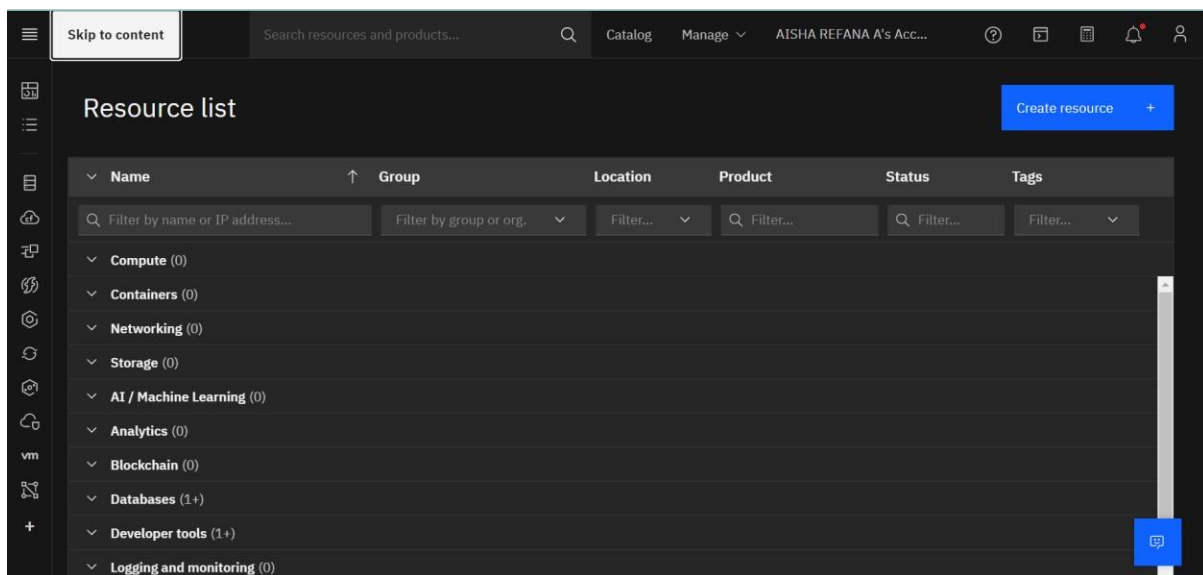 Skip to content
Search resources and products...
Catalog
Manage
AISHA REFANA A's Acc...
Resource list
Create resource +
Name Group Location Product Status Tags
Filter by name or IP address... Filter by group or org. Filter... Filter... Filter... Filter...
Compute (0)
Containers (0)
Networking (0)
Storage (0)
AI / Machine Learning (0)
Analytics (0)
vm
Blockchain (0)
Databases (1+)
Developer tools (1+)
Logging and monitoring (0)